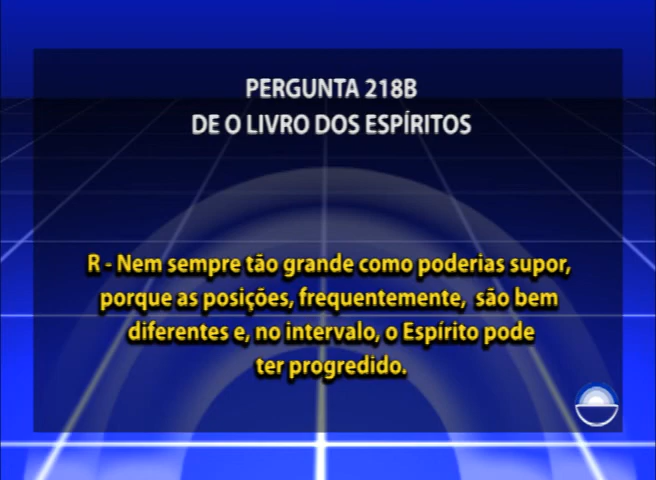 PERGUNTA 218B
DE O LIVRO DOS ESPÍRITOS
R - Nem sempre tão grande como poderias supor,
porque as posições, frequentemente, são bem
diferentes e, no intervalo, o Espírito pode
ter progredido.